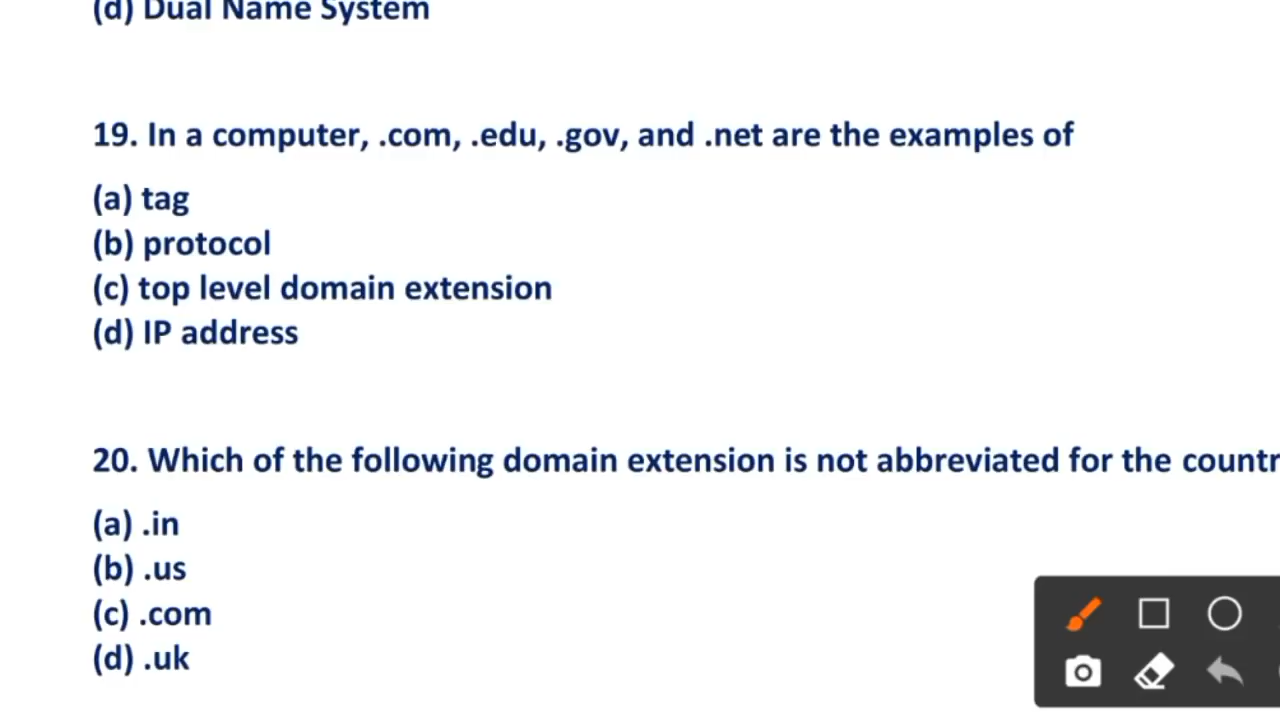 (d) Dual Name System
19. In a computer, .com, .edu, .gov, and .net are the examples of
(a) tag
(b) protocol
(c) top level domain extension
(d) IP address
20. Which of the following domain extension is not abbreviated for the countr
(a) .in
(b) .us
(c) .com
(d) .uk